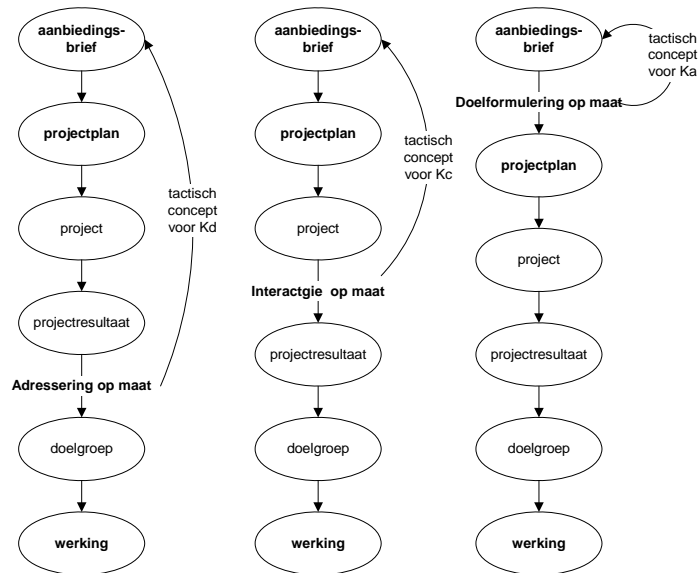 aanbiedings-
brief
projectplan
project
projectresultaat
Adressering op maat
doelgroep
werking
tactisch
concept
voor Kd
aanbiedings-
brief
projectplan
project
Interactgie op maat
projectresultaat
doelgroep
werking
tactisch
concept
voor Kc
aanbiedings-
brief
Doelformulering op maat
projectplan
project
projectresultaat
doelgroep
werking
tactisch
concept
voor Ka